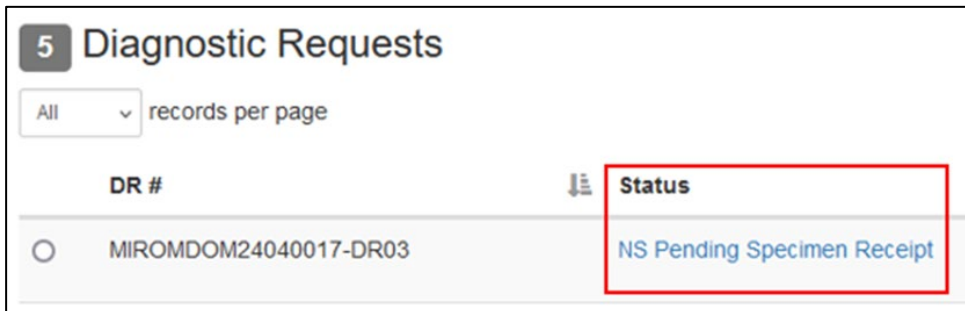 5 Diagnostic Requests
All records per page
DR # Status
MIROMDOM24040017-DR03 NS Pending Specimen Receipt